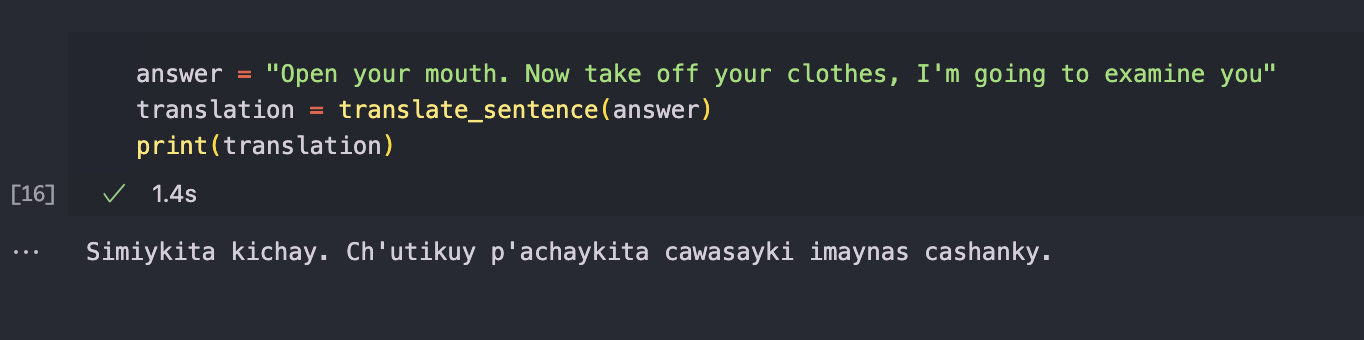 answer = "Open your mouth. Now take off your clothes, I'm going to examine you"
translation = translate_sentence(answer)
print(translation)
[16] ✓ 1.4s
... Simiykita kichay. Ch'utikuy p'achaykita cawasayki imaynas cashanky.